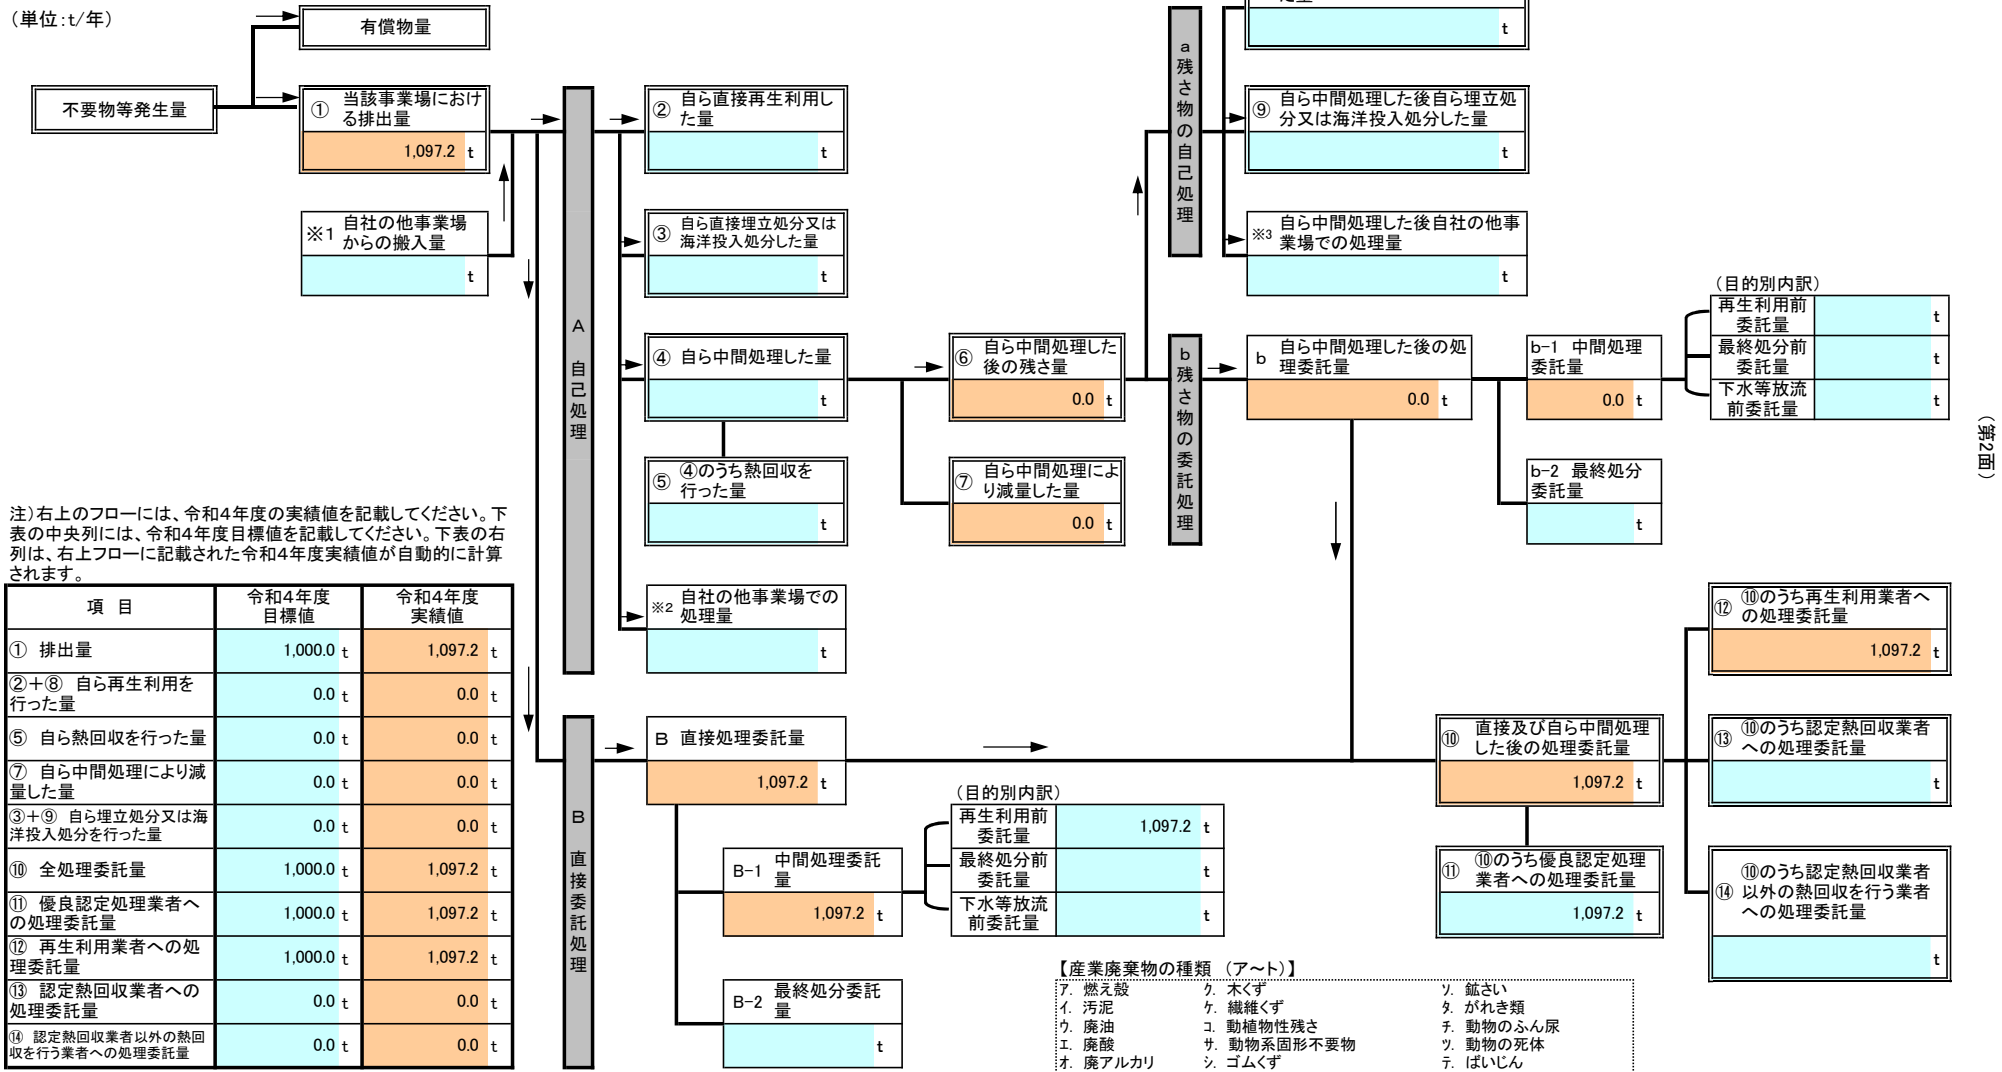 (単位:t/年)
有償物量
不要物等発生量
① 当該事業場におけ
る排出量
1,097.2 t
※1 自社の他事業場
からの搬入量
t
A 自己処理
② 自ら直接再生利用し
た量
t
③ 自ら直接埋立処分又は
海洋投入処分した量
t
④ 自ら中間処理した量
t
⑤ ④のうち熱回収を
行った量
t
※2 自社の他事業場での
処理量
t
⑥ 自ら中間処理した
後の残さ量
0.0 t
⑦ 自ら中間処理によ
り減量した量
0.0 t
a 残さ物の自己処理
t
⑨ 自ら中間処理した後自ら埋立処
分又は海洋投入処分した量
t
※3 自ら中間処理した後自社の他事
業場での処理量
t
b 残さ物の委託処理
b 自ら中間処理した後の処
理委託量
0.0 t
b-1 中間処理
委託量
0.0 t
b-2 最終処分
委託量
t
(目的別内訳)
再生利用前
委託量
t
最終処分前
委託量
t
下水等放流
前委託量
t
(第2面)
注)右上のフローには、令和4年度の実績値を記載してください。下
表の中央列には、令和4年度目標値を記載してください。下表の右
列は、右上フローに記載された令和4年度実績値が自動的に計算
されます。
項 目
令和4年度
目標値
令和4年度
実績値
① 排出量 1,000.0 t 1,097.2 t
②+⑧ 自ら再生利用を
行った量 0.0 t 0.0 t
⑤ 自ら熱回収を行った量 0.0 t 0.0 t
⑦ 自ら中間処理により減
量した量 0.0 t 0.0 t
③+⑨ 自ら埋立処分又は海
洋投入処分を行った量 0.0 t 0.0 t
⑩ 全処理委託量 1,000.0 t 1,097.2 t
⑪ 優良認定処理業者へ
の処理委託量 1,000.0 t 1,097.2 t
⑫ 再生利用業者への処
理委託量 1,000.0 t 1,097.2 t
⑬ 認定熱回収業者への
処理委託量 0.0 t 0.0 t
⑭ 認定熱回収業者以外の熱回
収を行う業者への処理委託量 0.0 t 0.0 t
B 直接委託処理
B 直接処理委託量
1,097.2 t
B-1 中間処理委託
量
1,097.2 t
B-2 最終処分委託
量
t
(目的別内訳)
再生利用前
委託量
1,097.2 t
最終処分前
委託量
t
下水等放流
前委託量
t
⑩ 直接及び自ら中間処理
した後の処理委託量
1,097.2 t
⑪ ⑩のうち優良認定処理
業者への処理委託量
1,097.2 t
⑫ ⑩のうち再生利用業者へ
の処理委託量
1,097.2 t
⑬ ⑩のうち認定熱回収業者
への処理委託量
t
⑭ ⑩のうち認定熱回収業者
以外の熱回収を行う業者
への処理委託量
t
【産業廃棄物の種類 (ア~ト)】
ア. 燃え殻 ク. 木くず ソ. 鉱さい
イ. 汚泥 ケ. 繊維くず タ. がれき類
ウ. 廃油 コ. 動植物性残さ チ. 動物のふん尿
エ. 廃酸 サ. 動物系固形不要物 ツ. 動物の死体
オ. 廃アルカリ シ. ゴムくず テ. ばいじん